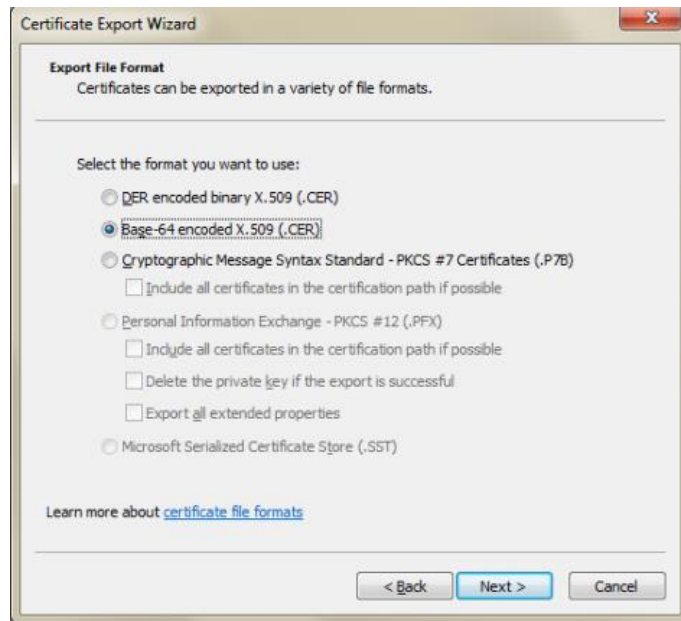 Certificate Export Wizard
Export File Format
Certificates can be exported in a variety of file formats.
Select the format you want to use:
DER encoded binary X.509 (.CER)
Base-64 encoded X.509 (.CER)
Cryptographic Message Syntax Standard - PKCS #7 Certificates (.P7B)
Include all certificates in the certification path if possible
Personal Information Exchange - PKCS #12 (.PFX)
Include all certificates in the certification path if possible
Delete the private key if the export is successful
Export all extended properties
Microsoft Serialized Certificate Store (.SST)
Learn more about certificate file formats
< Back Next > Cancel